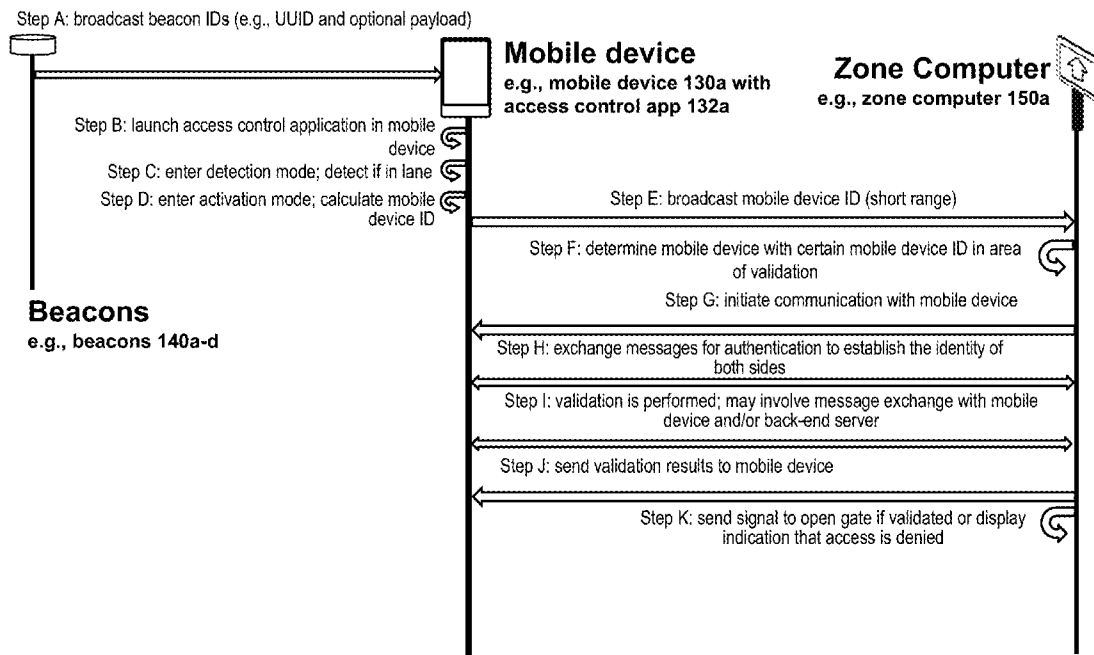 Step A: broadcast beacon IDs (e.g., UUID and optional payload)
Mobile device
e.g., mobile device 130a with
access control app 132a
Zone Computer
e.g., zone computer 150a
Step B: launch access control application in mobile
device
Step C: enter detection mode; detect if in lane
Step D: enter activation mode; calculate mobile
device ID
Step E: broadcast mobile device ID (short range)
Step F: determine mobile device with certain mobile device ID in area
of validation
Beacons
e.g., beacons 140a-d
Step G: initiate communication with mobile device
Step H: exchange messages for authentication to establish the identity of
both sides
Step I: validation is performed; may involve message exchange with mobile
device and/or back-end server
Step J: send validation results to mobile device
Step K: send signal to open gate if validated or display
indication that access is denied